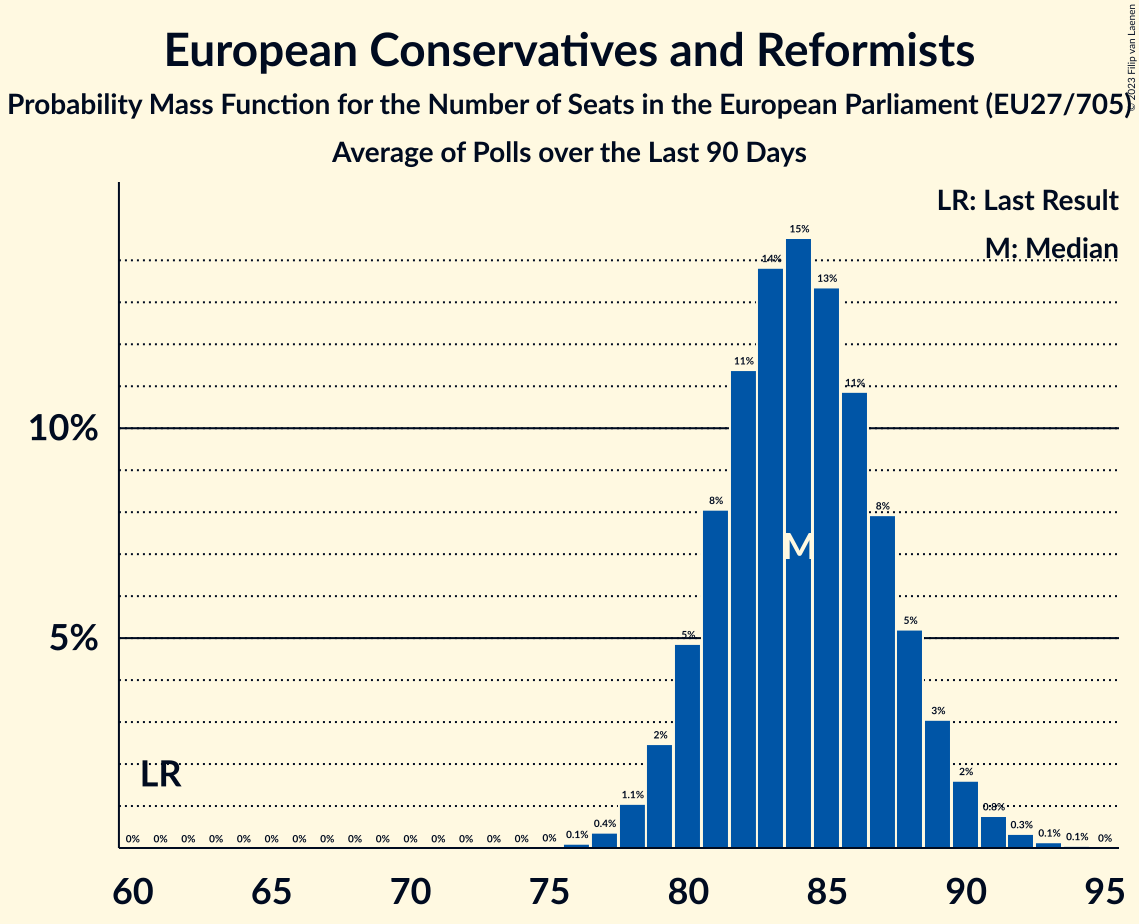 European Conservatives and Reformists
Probability Mass Function for the Number of Seats in the European Parliament (EU27/705)
Average of Polls over the Last 90 Days
© 2023 Filip van Laenen
LR: Last Result
M: Median
10%
5%
LR
M
0% 0% 0% 0% 0% 0% 0% 0% 0% 0% 0% 0% 0% 0% 0% 0% 0.1% 0.4% 1.1% 2% 5% 8% 11% 14% 15% 13% 11% 8% 5% 3% 2% 0.8% 0.3% 0.1% 0.1% 0%
60 65 70 75 80 85 90 95